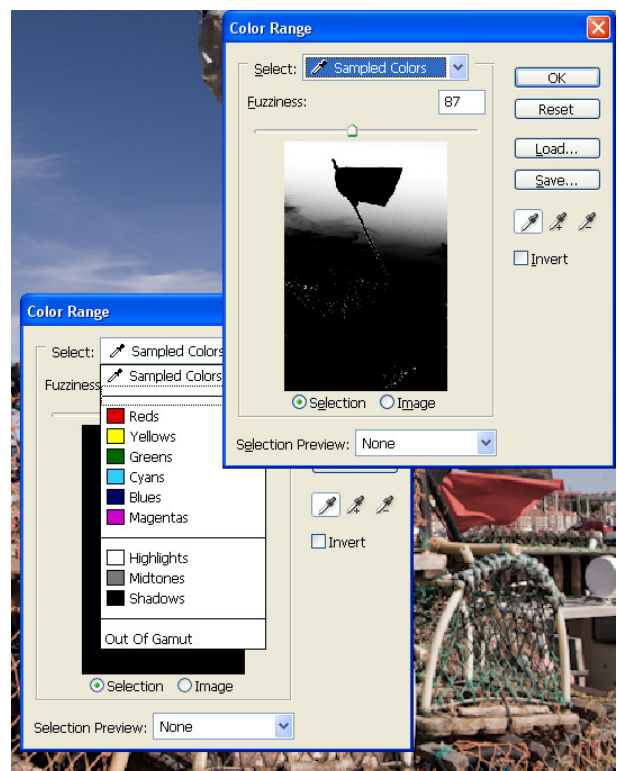 Color Range
Select: Sampled Colors
OK
Fuzziness: 87
Reset
Load...
Save...
Invert
Selection Image
Selection Preview: None
Color Range
Select: Sampled Colors
Sampled Colors
Fuzziness
Reds
Yellows
Greens
Cyans
Blues
Magentas
Invert
Highlights
Midtones
Shadows
Out Of Gamut
Selection Image
Selection Preview: None